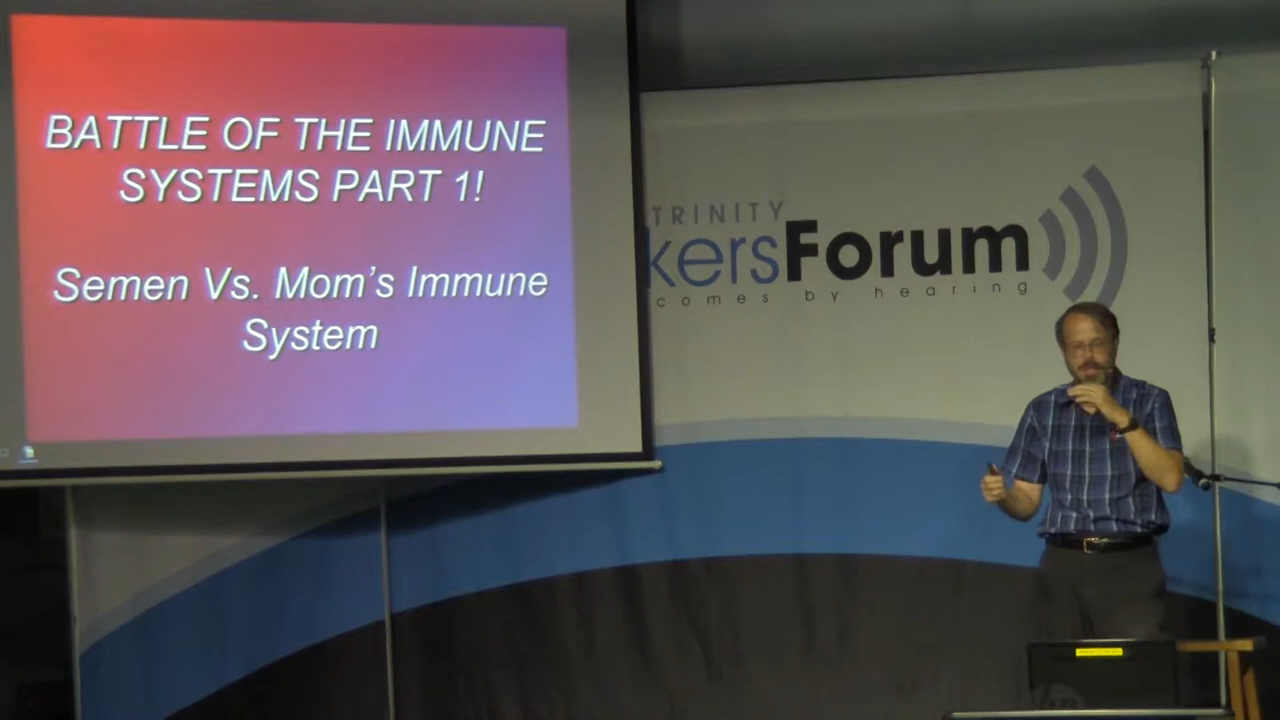 BATTLE OF THE IMMUNE
SYSTEMS PART 1!
Semen Vs. Mom's Immune
System
TRINITY
kersForum
comes by hearing